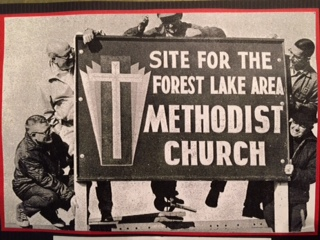 SITE FOR THE
FOREST LAKE AREA
METHODIST
CHURCH